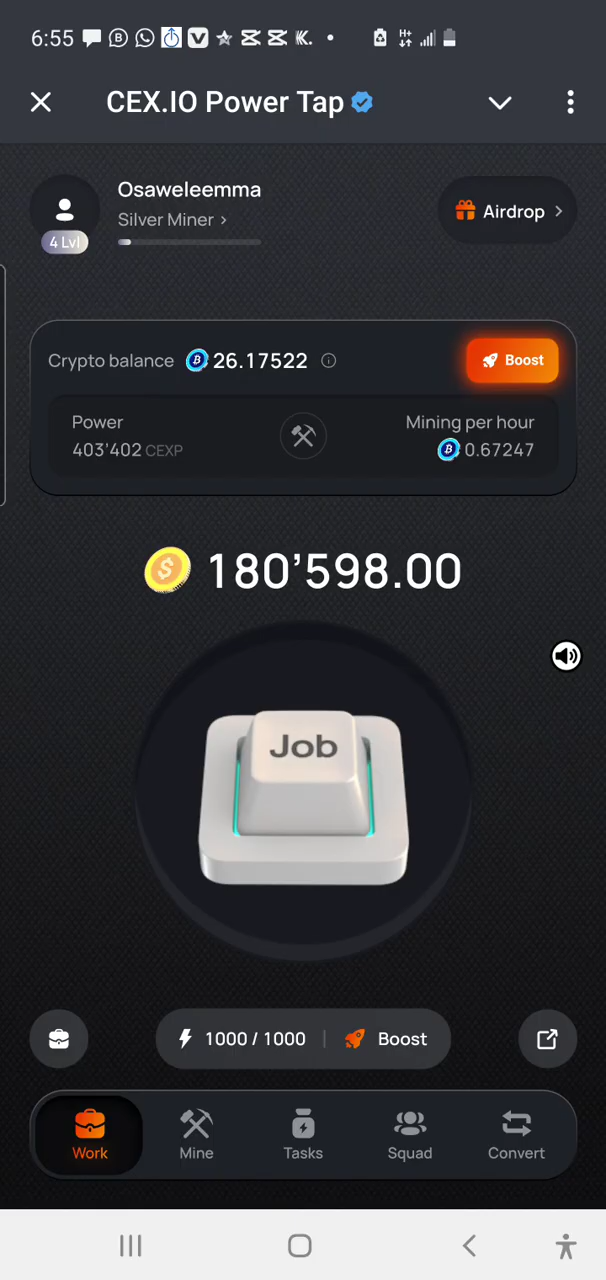 6:55
CEX.IO Power Tap
Osaweleemma
Silver Miner >
4 Lvl
Airdrop >
Crypto balance 26.17522
Boost
Power
403'402 CEXP
Mining per hour
0.67247
180'598.00
Job
1000 / 1000 | Boost
Work
Mine
Tasks
Squad
Convert